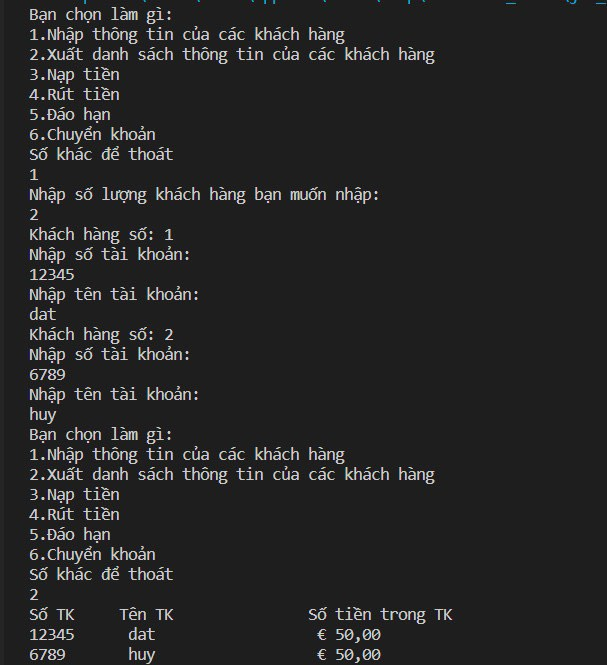 Bạn chọn làm gì:
1.Nhập thông tin của các khách hàng
2.Xuất danh sách thông tin của các khách hàng
3.Nạp tiền
4.Rút tiền
5.Đáo hạn
6.Chuyển khoản
Số khác để thoát
1
Nhập số lượng khách hàng bạn muốn nhập:
2
Khách hàng số: 1
Nhập số tài khoản:
12345
Nhập tên tài khoản:
dat
Khách hàng số: 2
Nhập số tài khoản:
6789
Nhập tên tài khoản:
huy
Bạn chọn làm gì:
1.Nhập thông tin của các khách hàng
2.Xuất danh sách thông tin của các khách hàng
3.Nạp tiền
4.Rút tiền
5.Đáo hạn
6.Chuyển khoản
Số khác để thoát
2
Số TK Tên TK Số tiền trong TK
12345 dat € 50,00
6789 huy € 50,00